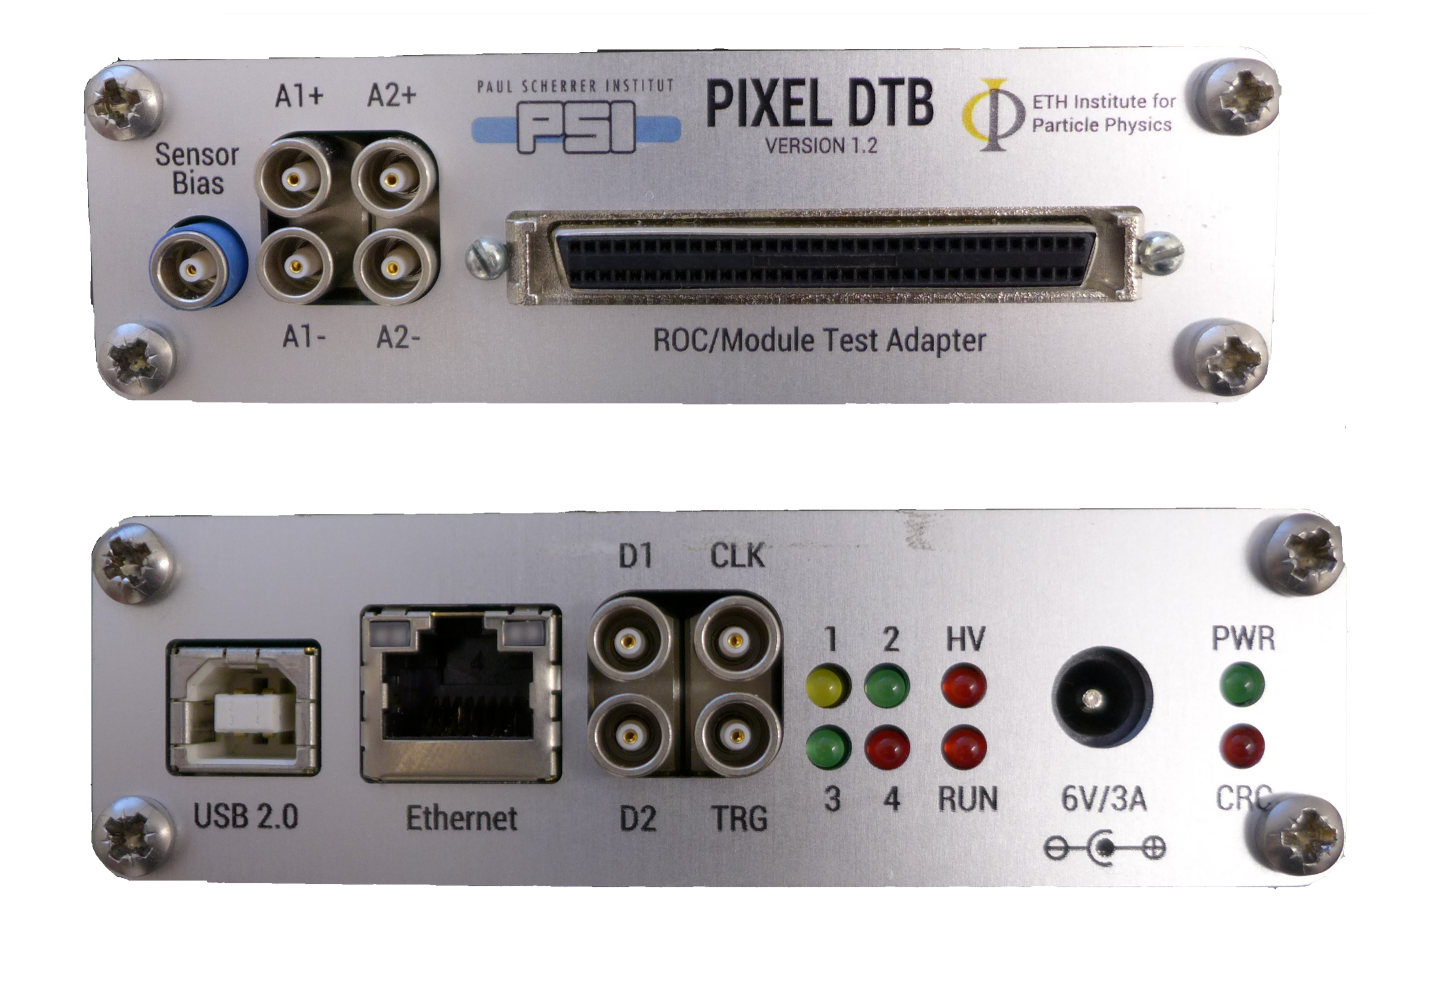 A1+ A2+
PAUL SCHERRER INSTITUT
PSI
PIXEL DTB
VERSION 1.2
ETH Institute for
Particle Physics
Sensor
Bias
A1- A2-
ROC/Module Test Adapter
D1 CLK
1 2 HV
PWR
USB 2.0
Ethernet
D2 TRG
3 4 RUN
6V/3A
CRC